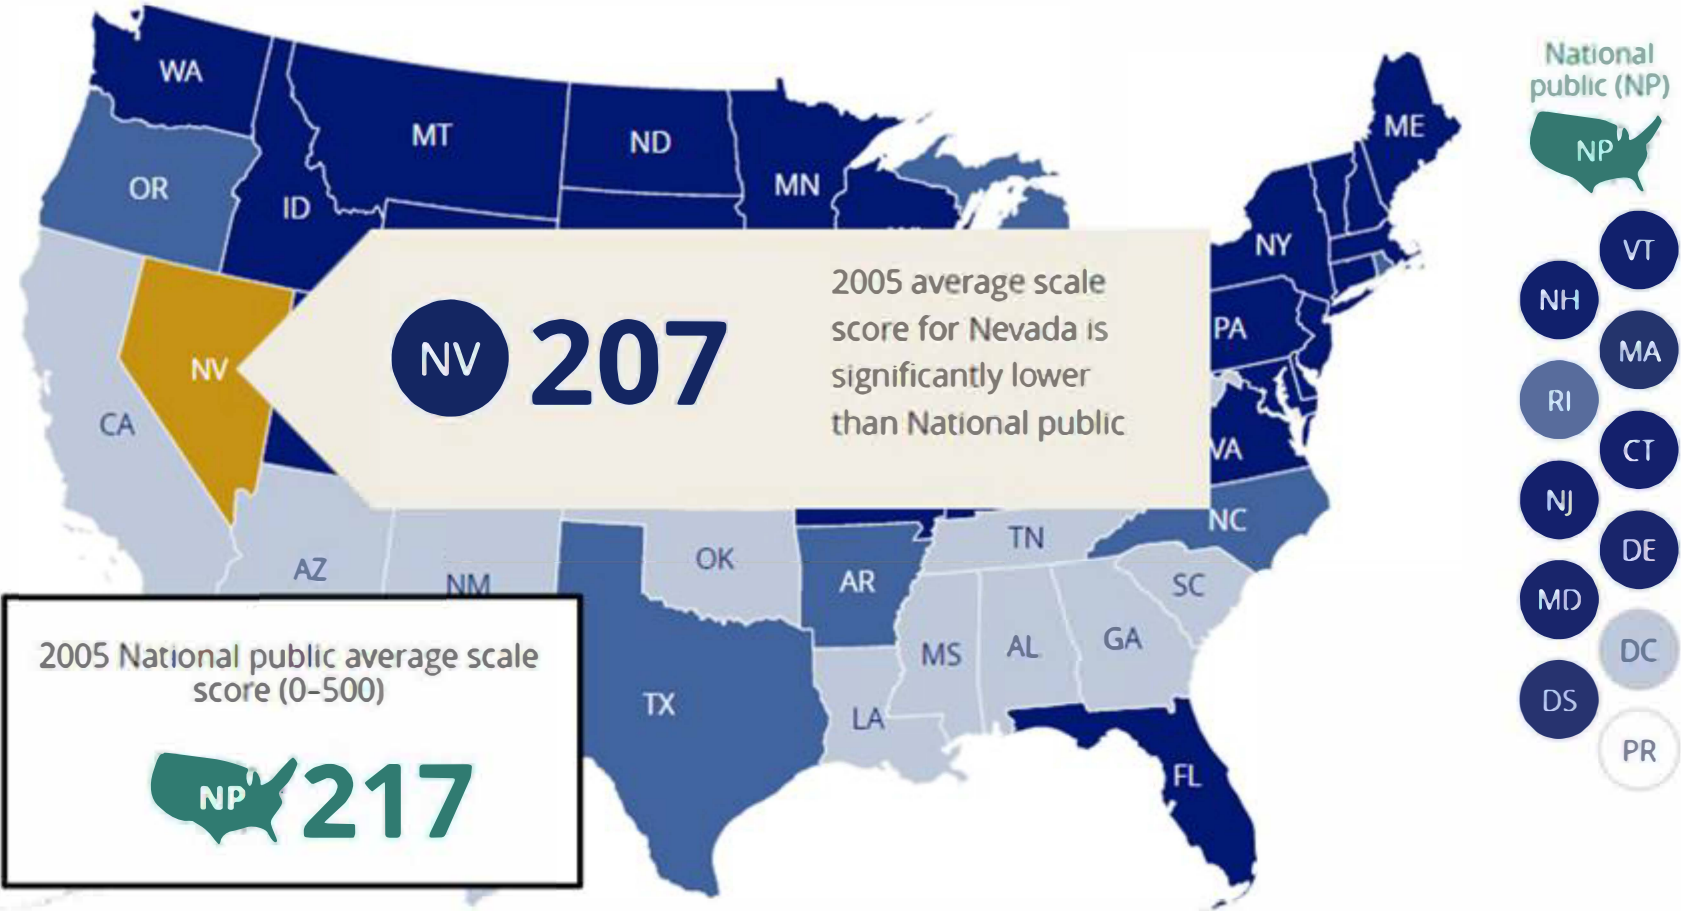 WA
MT
ND
MN
OR
ID
ME
NY
PA
NV
CA
VA
NC
AZ
NM
OK
AR
TN
SC
MS
AL
GA
TX
LA
FL
NV 207
2005 average scale
score for Nevada is
significantly lower
than National public
2005 National public average scale
score (0–500)
NP 217
National
public (NP)
NP
VT
NH
MA
RI
CT
NJ
DE
MD
DC
DS
PR